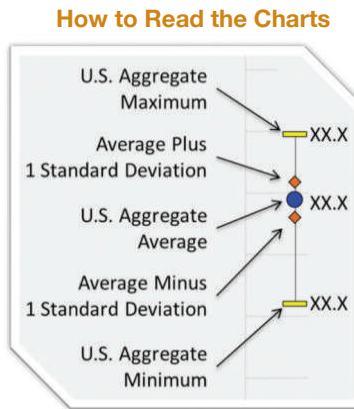 How to Read the Charts
U.S. Aggregate
Maximum
XX.X
Average Plus
1 Standard Deviation
U.S. Aggregate
Average
XX.X
Average Minus
1 Standard Deviation
XX.X
U.S. Aggregate
Minimum